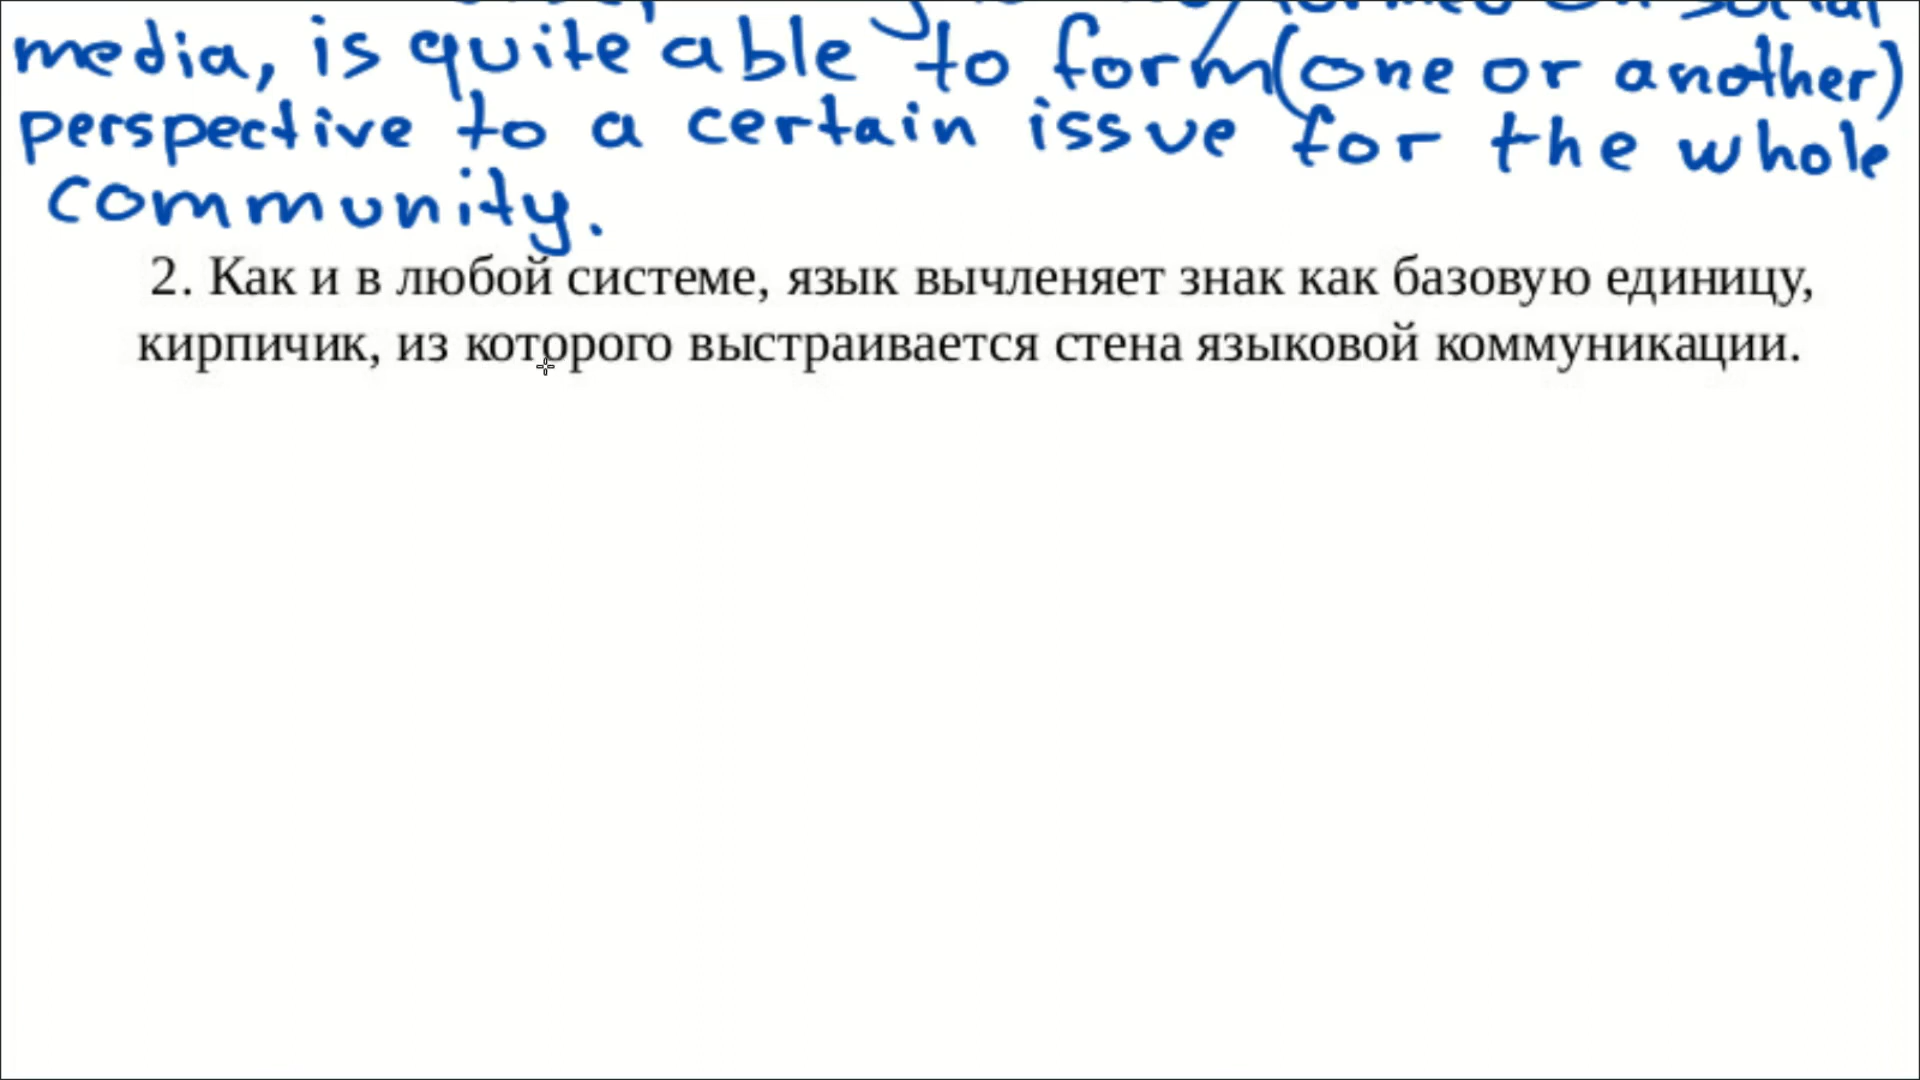 social
media, is quite able to form (one or another)
perspective to a certain issue for the whole
community.
2. Как и в любой системе, язык вычленяет знак как базовую единицу,
кирпичик, из которого выстраивается стена языковой коммуникации.